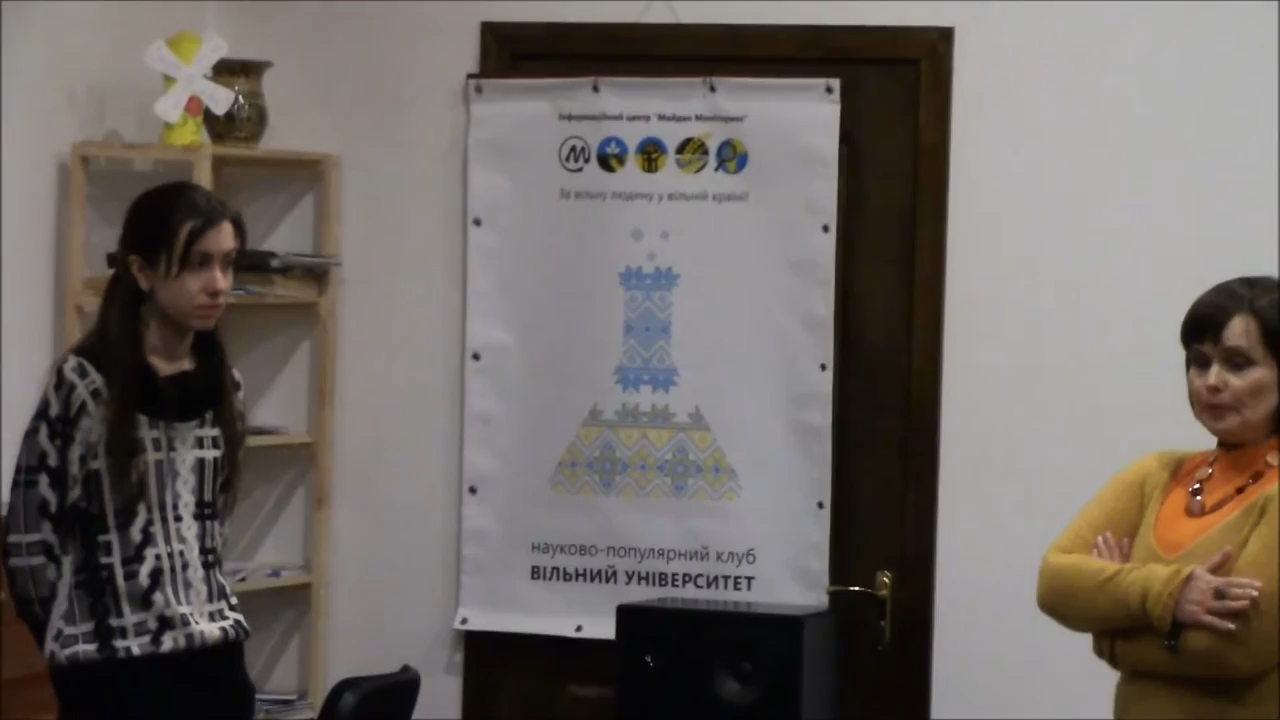 Інформаційний центр "Майдан Моніторинг"
За вільну людину у вільній країні!
науково-популярний клуб
ВІЛЬНИЙ УНІВЕРСИТЕТ